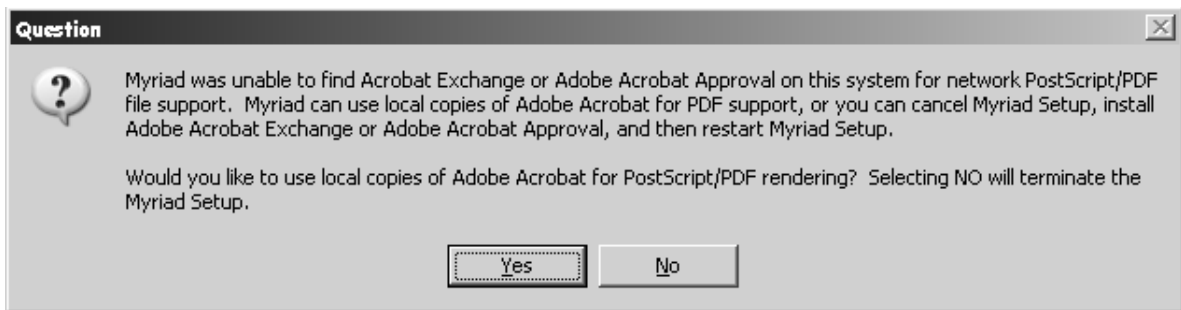 Question
Myriad was unable to find Acrobat Exchange or Adobe Acrobat Approval on this system for network PostScript/PDF
file support.  Myriad can use local copies of Adobe Acrobat for PDF support, or you can cancel Myriad Setup, install
Adobe Acrobat Exchange or Adobe Acrobat Approval, and then restart Myriad Setup.
Would you like to use local copies of Adobe Acrobat for PostScript/PDF rendering?  Selecting NO will terminate the
Myriad Setup.
Yes No